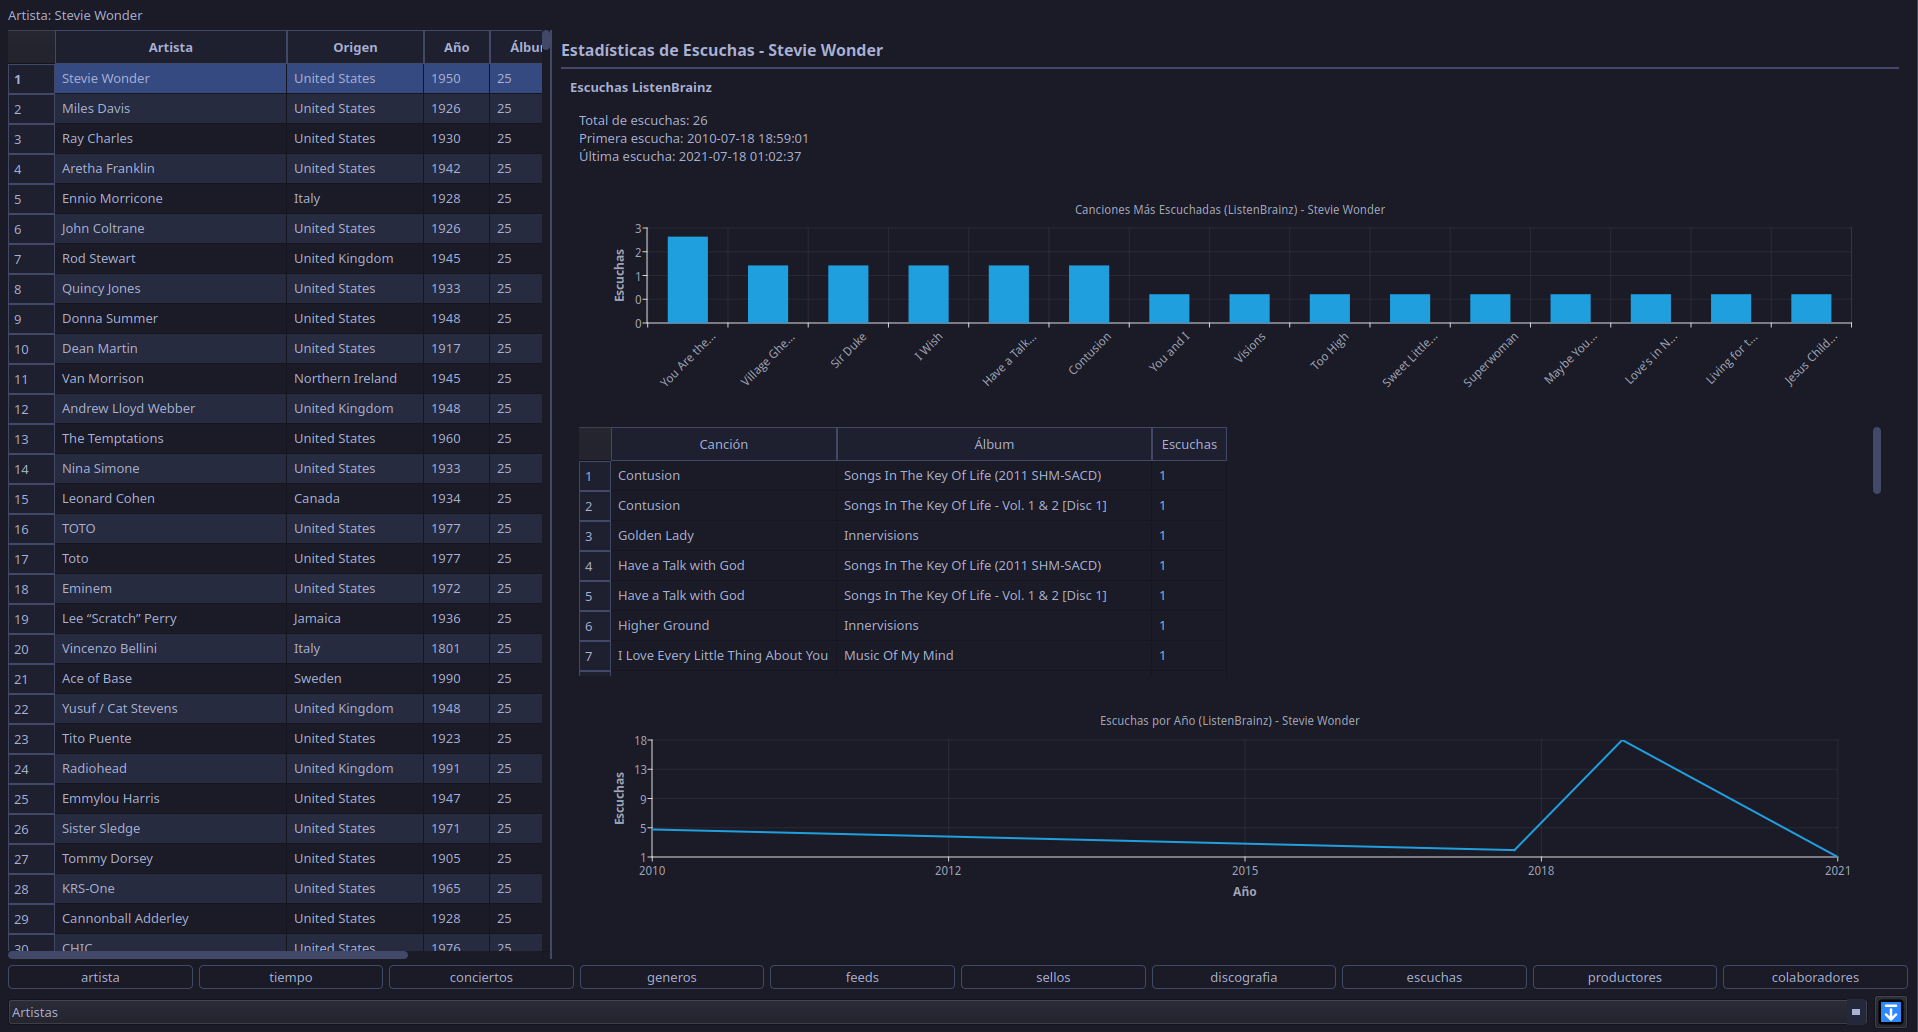 Artista: Stevie Wonder
Artista Origen Año Álbu
1 Stevie Wonder United States 1950 25
2 Miles Davis United States 1926 25
3 Ray Charles United States 1930 25
4 Aretha Franklin United States 1942 25
5 Ennio Morricone Italy 1928 25
6 John Coltrane United States 1926 25
7 Rod Stewart United Kingdom 1945 25
8 Quincy Jones United States 1933 25
9 Donna Summer United States 1948 25
10 Dean Martin United States 1917 25
11 Van Morrison Northern Ireland 1945 25
12 Andrew Lloyd Webber United Kingdom 1948 25
13 The Temptations United States 1960 25
14 Nina Simone United States 1933 25
15 Leonard Cohen Canada 1934 25
16 TOTO United States 1977 25
17 Toto United States 1977 25
18 Eminem United States 1972 25
19 Lee “Scratch” Perry Jamaica 1936 25
20 Vincenzo Bellini Italy 1801 25
21 Ace of Base Sweden 1990 25
22 Yusuf / Cat Stevens United Kingdom 1948 25
23 Tito Puente United States 1923 25
24 Radiohead United Kingdom 1991 25
25 Emmylou Harris United States 1947 25
26 Sister Sledge United States 1971 25
27 Tommy Dorsey United States 1905 25
28 KRS-One United States 1965 25
29 Cannonball Adderley United States 1928 25
30 CHIC United States 1976 25
Estadísticas de Escuchas - Stevie Wonder
Escuchas ListenBrainz
Total de escuchas: 26
Primera escucha: 2010-07-18 18:59:01
Última escucha: 2021-07-18 01:02:37
Canciones Más Escuchadas (ListenBrainz) - Stevie Wonder
Escuchas
3
2
1
0
0
You Are the... Village Ghe... Sir Duke I Wish Have a Talk... Contusion You and I Visions Too High Sweet Little... Superwoman Maybe You... Love's in N... Living for t... Jesus Child...
Canción Álbum Escuchas
1 Contusion Songs In The Key Of Life (2011 SHM-SACD) 1
2 Contusion Songs In The Key Of Life - Vol. 1 & 2 [Disc 1] 1
3 Golden Lady Innervisions 1
4 Have a Talk with God Songs In The Key Of Life (2011 SHM-SACD) 1
5 Have a Talk with God Songs In The Key Of Life - Vol. 1 & 2 [Disc 1] 1
6 Higher Ground Innervisions 1
7 I Love Every Little Thing About You Music Of My Mind 1
Escuchas por Año (ListenBrainz) - Stevie Wonder
Escuchas
18
13
9
5
1
2010 2012 2015 2018 2021
Año
artista tiempo conciertos generos feeds sellos discografia escuchas productores colaboradores
Artistas